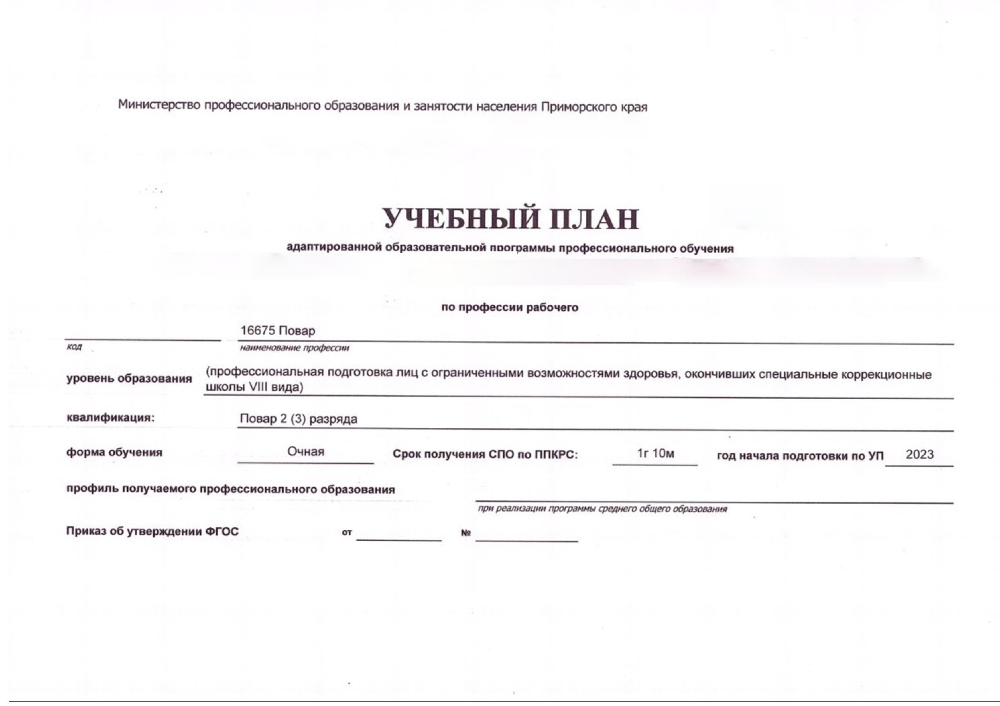 Министерство профессионального образования и занятости населения Приморского края
УЧЕБНЫЙ ПЛАН
адаптированной образовательной программы профессионального обучения
по профессии рабочего
16675 Повар
код наименование профессии
уровень образования (профессиональная подготовка лиц с ограниченными возможностями здоровья, окончивших специальные коррекционные
школы VIII вида)
квалификация: Повар 2 (3) разряда
форма обучения Очная Срок получения СПО по ППКРС: 1г 10м год начала подготовки по УП 2023
профиль получаемого профессионального образования
при реализации программы среднего общего образования
Приказ об утверждении ФГОС от №